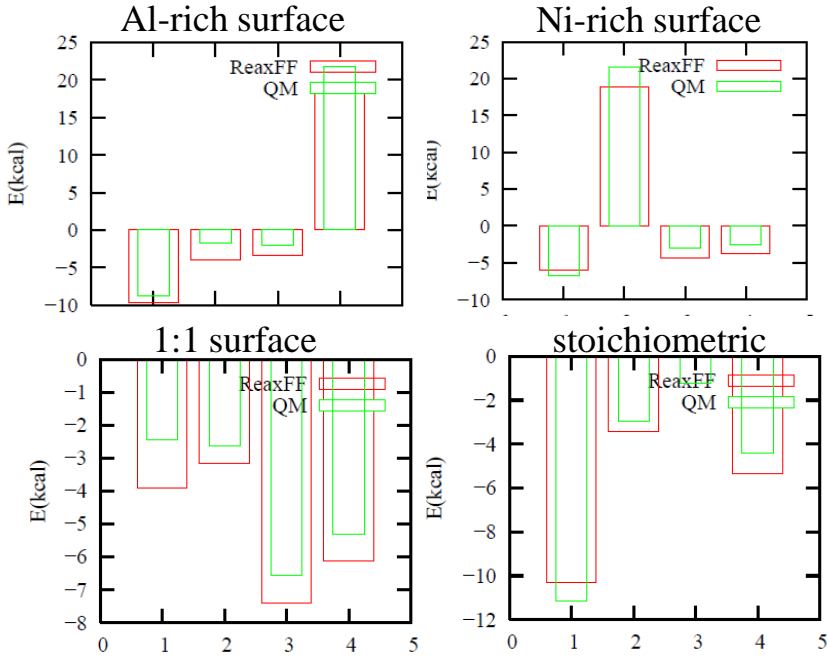 Al-rich surface
25
20
15
10
5
0
−5
−10
E(kcal)
ReaxFF
QM
Ni-rich surface
25
20
15
10
5
0
−5
−10
E(kcal)
ReaxFF
QM
5
1:1 surface
0
−1
−2
−3
−4
−5
−6
−7
−8
E(kcal)
ReaxFF
QM
0 1 2 3 4 5
stoichiometric
0
−2
−4
−6
−8
−10
−12
E(kcal)
ReaxFF
QM
0 1 2 3 4 5